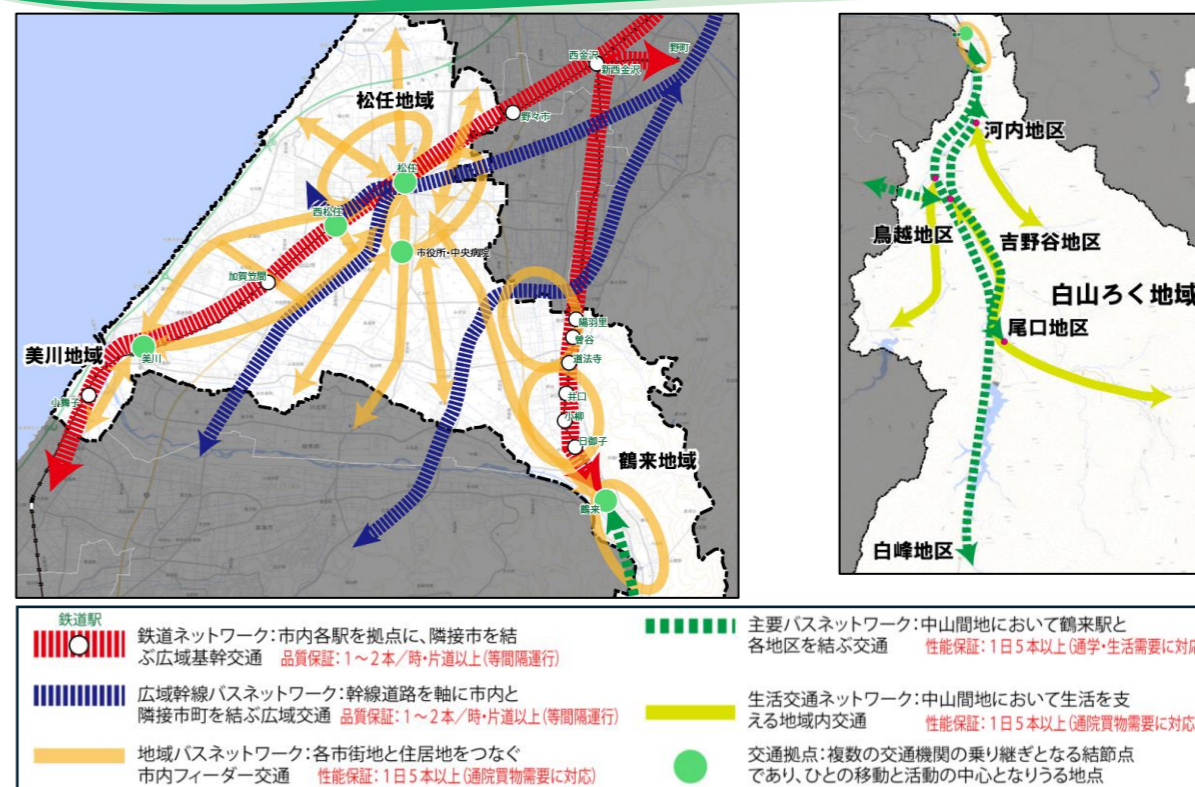 西金沢
野町
新西金沢
松任地域
野々市
松任
西松任
市役所・中央病院
加賀笠間
陽羽里
曽谷
道法寺
美川地域
美川
小舞子
井口
小柳
日御子
鶴来地域
鶴来
河内地区
鳥越地区
吉野谷地区
白山ろく地域
尾口地区
白峰地区
鉄道駅
鉄道ネットワーク:市内各駅を拠点に、隣接市を結
ぶ広域基幹交通 品質保証:1~2本/時・片道以上(等間隔運行)
広域幹線バスネットワーク:幹線道路を軸に市内と
隣接市町を結ぶ広域交通 品質保証:1~2本/時・片道以上(等間隔運行)
地域バスネットワーク:各市街地と住居地をつなぐ
市内フィーダー交通 性能保証:1日5本以上(通院買物需要に対応)
主要バスネットワーク:中山間地において鶴来駅と
各地区を結ぶ交通 性能保証:1日5本以上(通学・生活需要に対応
生活交通ネットワーク:中山間地において生活を支
える地域内交通 性能保証:1日5本以上(通院買物需要に対応
交通拠点:複数の交通機関の乗り継ぎとなる結節点
であり、ひとの移動と活動の中心となりうる地点